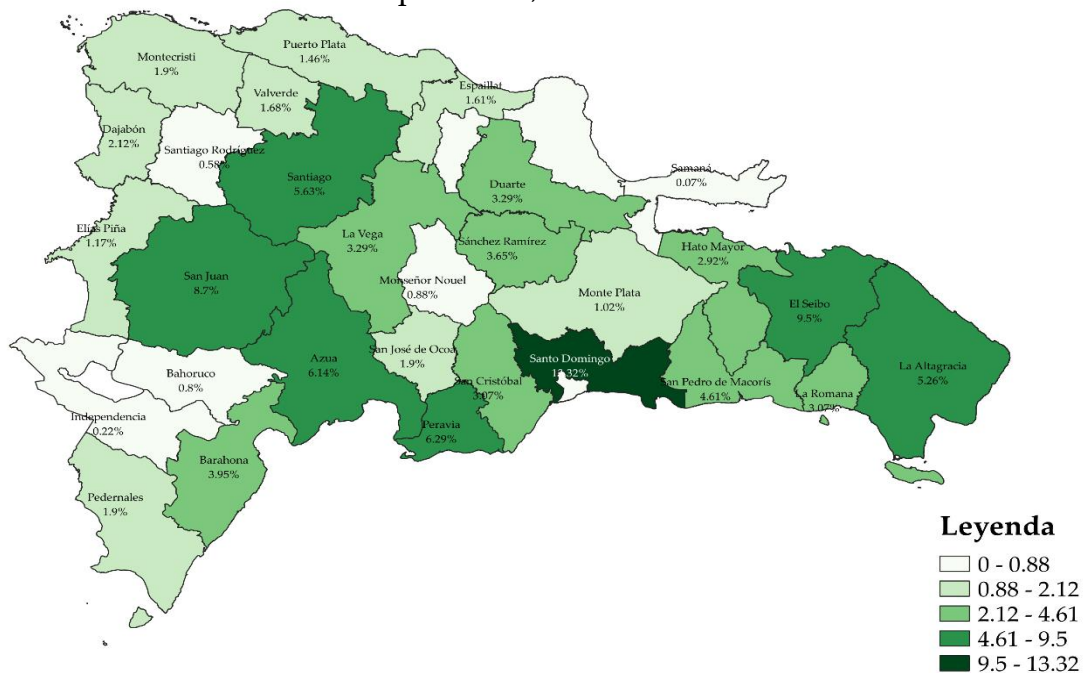 Puerto Plata
1.46%
Montecristi
1.9%
Espaillat
1.61%
Valverde
1.68%
Dajabón
2.12%
Santiago Rodríguez
0.58%
Samaná
0.07%
Santiago
5.63%
Duarte
3.29%
Elías Piña
1.17%
La Vega
3.29%
Sánchez Ramírez
3.65%
Hato Mayor
2.92%
San Juan
8.7%
Monseñor Nouel
0.88%
Monte Plata
1.02%
El Seibo
9.5%
San José de Ocoa
1.9%
Azua
6.14%
Santo Domingo
13.32%
La Altagracia
5.26%
Bahoruco
0.8%
San Cristóbal
3.07%
San Pedro de Macorís
4.61%
La Romana
3.07%
Independencia
0.22%
Peravia
6.29%
Barahona
3.95%
Pedernales
1.9%
Leyenda
0 - 0.88
0.88 - 2.12
2.12 - 4.61
4.61 - 9.5
9.5 - 13.32